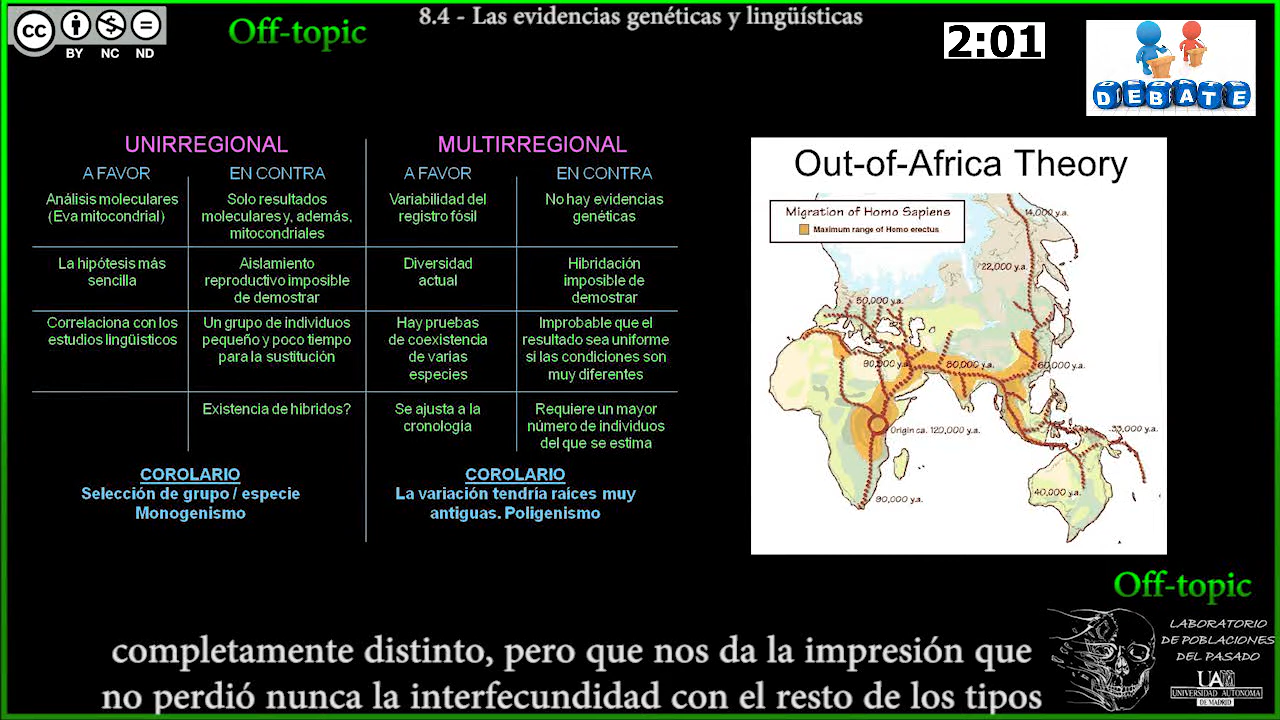 cc
BY NC ND
Off-topic
8.4 - Las evidencias genéticas y lingüísticas
2:01
DEBATE
UNIRREGIONAL
A FAVOR
EN CONTRA
Análisis moleculares
(Eva mitocondrial)
Solo resultados
moleculares y, además,
mitocondriales
La hipótesis más
sencilla
Aislamiento
reproductivo imposible
de demostrar
Correlaciona con los
estudios lingüísticos
Un grupo de individuos
pequeño y poco tiempo
para la sustitución
Existencia de híbridos?
COROLARIO
Selección de grupo / especie
Monogenismo
MULTIRREGIONAL
A FAVOR
EN CONTRA
Variabilidad del
registro fósil
No hay evidencias
genéticas
Diversidad
actual
Hibridación
imposible de
demostrar
Hay pruebas
de coexistencia
de varias
especies
Improbable que el
resultado sea uniforme
si las condiciones son
muy diferentes
Se ajusta a la
cronología
Requiere un mayor
número de individuos
del que se estima
COROLARIO
La variación tendría raíces muy
antiguas. Poligenismo
Out-of-Africa Theory
Migration of Homo Sapiens
Maximum range of Homo erectus
14,000 y.a.
22,000 y.a.
50,000 y.a.
90,000 y.a.
80,000 y.a.
60,000 y.a.
Origin ca. 120,000 y.a.
33,000 y.a.
40,000 y.a.
90,000 y.a.
Off-topic
LABORATORIO
DE POBLACIONES
DEL PASADO
UA
UNIVERSIDAD AUTONOMA
DE MADRID
completamente distinto, pero que nos da la impresión que
no perdió nunca la interfecundidad con el resto de los tipos